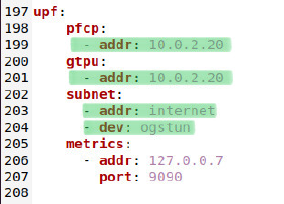 197 upf:
198 pfcp:
199 - addr: 10.0.2.20
200 gtpu:
201 - addr: 10.0.2.20
202 subnet:
203 - addr: internet
204 - dev: ogstun
205 metrics:
206 - addr: 127.0.0.7
207 port: 9090
208